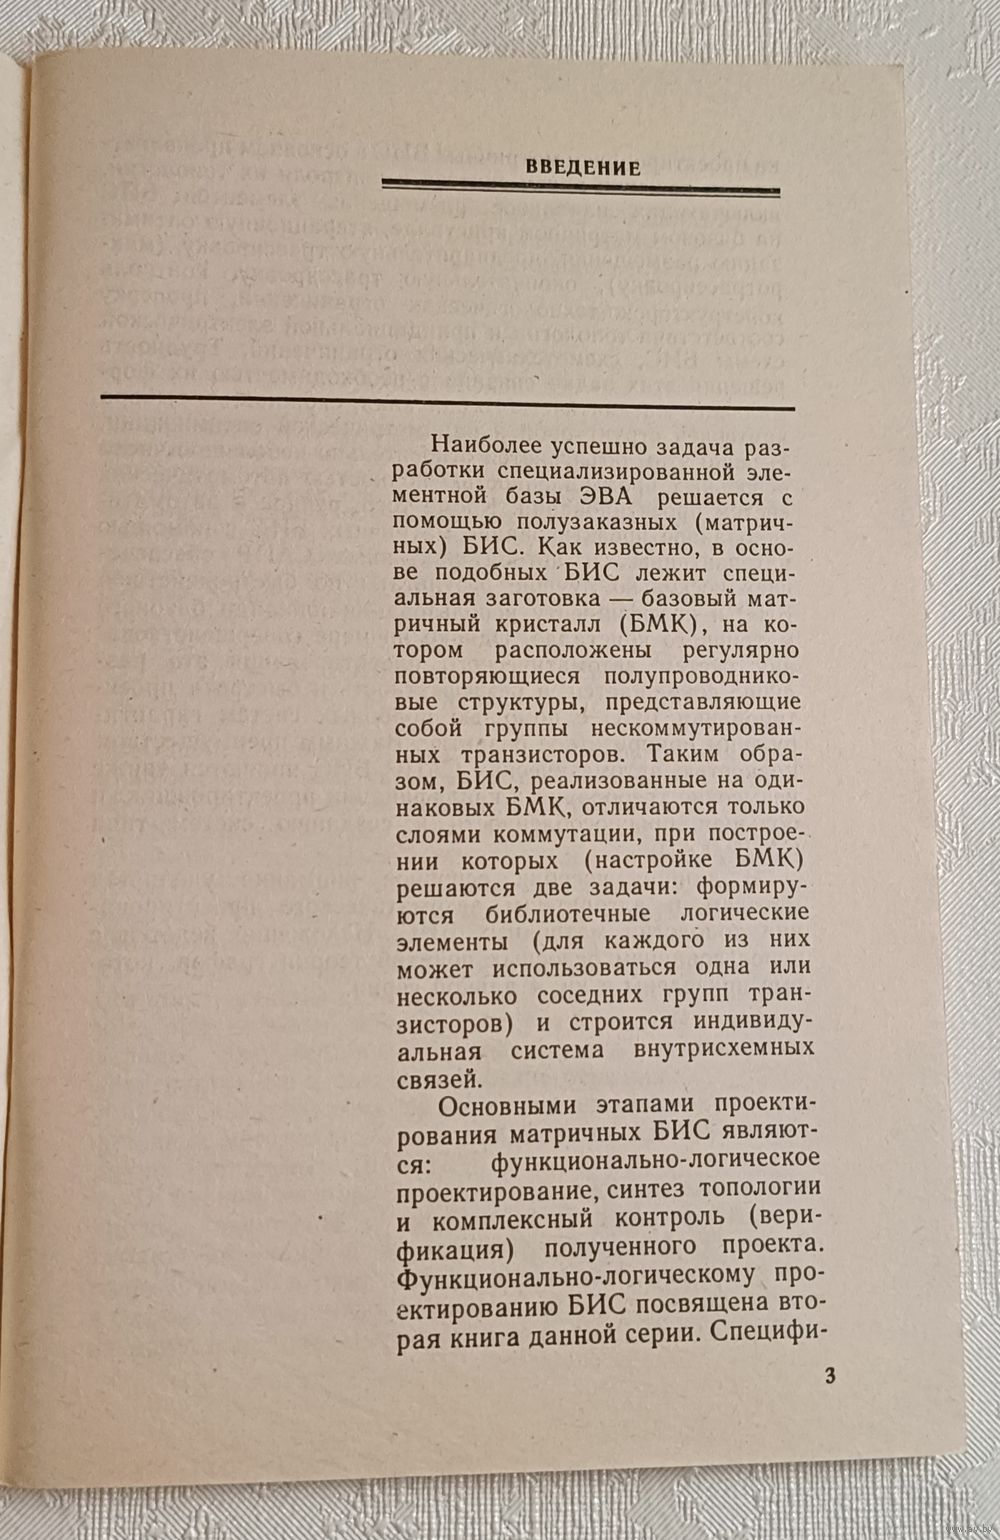 ВВЕДЕНИЕ
Наиболее успешно задача раз-
работки специализированной эле-
ментной базы ЭВА решается с
помощью полузаказных (матрич-
ных) БИС. Как известно, в осно-
ве подобных БИС лежит специ-
альная заготовка — базовый мат-
ричный кристалл (БМК), на ко-
тором расположены регулярно
повторяющиеся полупроводнико-
вые структуры, представляющие
собой группы нескоммутирован-
ных транзисторов. Таким обра-
зом, БИС, реализованные на оди-
наковых БМК, отличаются только
слоями коммутации, при построе-
нии которых (настройке БМК)
решаются две задачи: формиру-
ются библиотечные логические
элементы (для каждого из них
может использоваться одна или
несколько соседних групп тран-
зисторов) и строится индивиду-
альная система внутрисхемных
связей.
Основными этапами проекти-
рования матричных БИС являют-
ся: функционально-логическое
проектирование, синтез топологии
и комплексный контроль (вери-
фикация) полученного проекта.
Функционально-логическому про-
ектированию БИС посвящена вто-
рая книга данной серии. Специфи-
3
www.ay.by